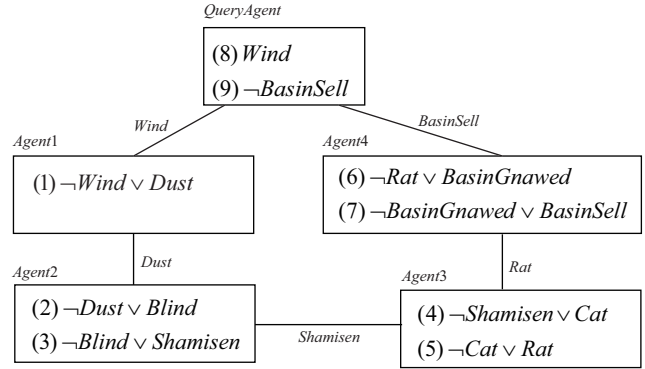 QueryAgent
(8) Wind
(9) ¬BasinSell
Wind
BasinSell
Agent1
(1) ¬Wind ∨ Dust
Agent4
(6) ¬Rat ∨ BasinGnawed
(7) ¬BasinGnawed ∨ BasinSell
Dust
Rat
Agent2
(2) ¬Dust ∨ Blind
(3) ¬Blind ∨ Shamisen
Shamisen
Agent3
(4) ¬Shamisen ∨ Cat
(5) ¬Cat ∨ Rat